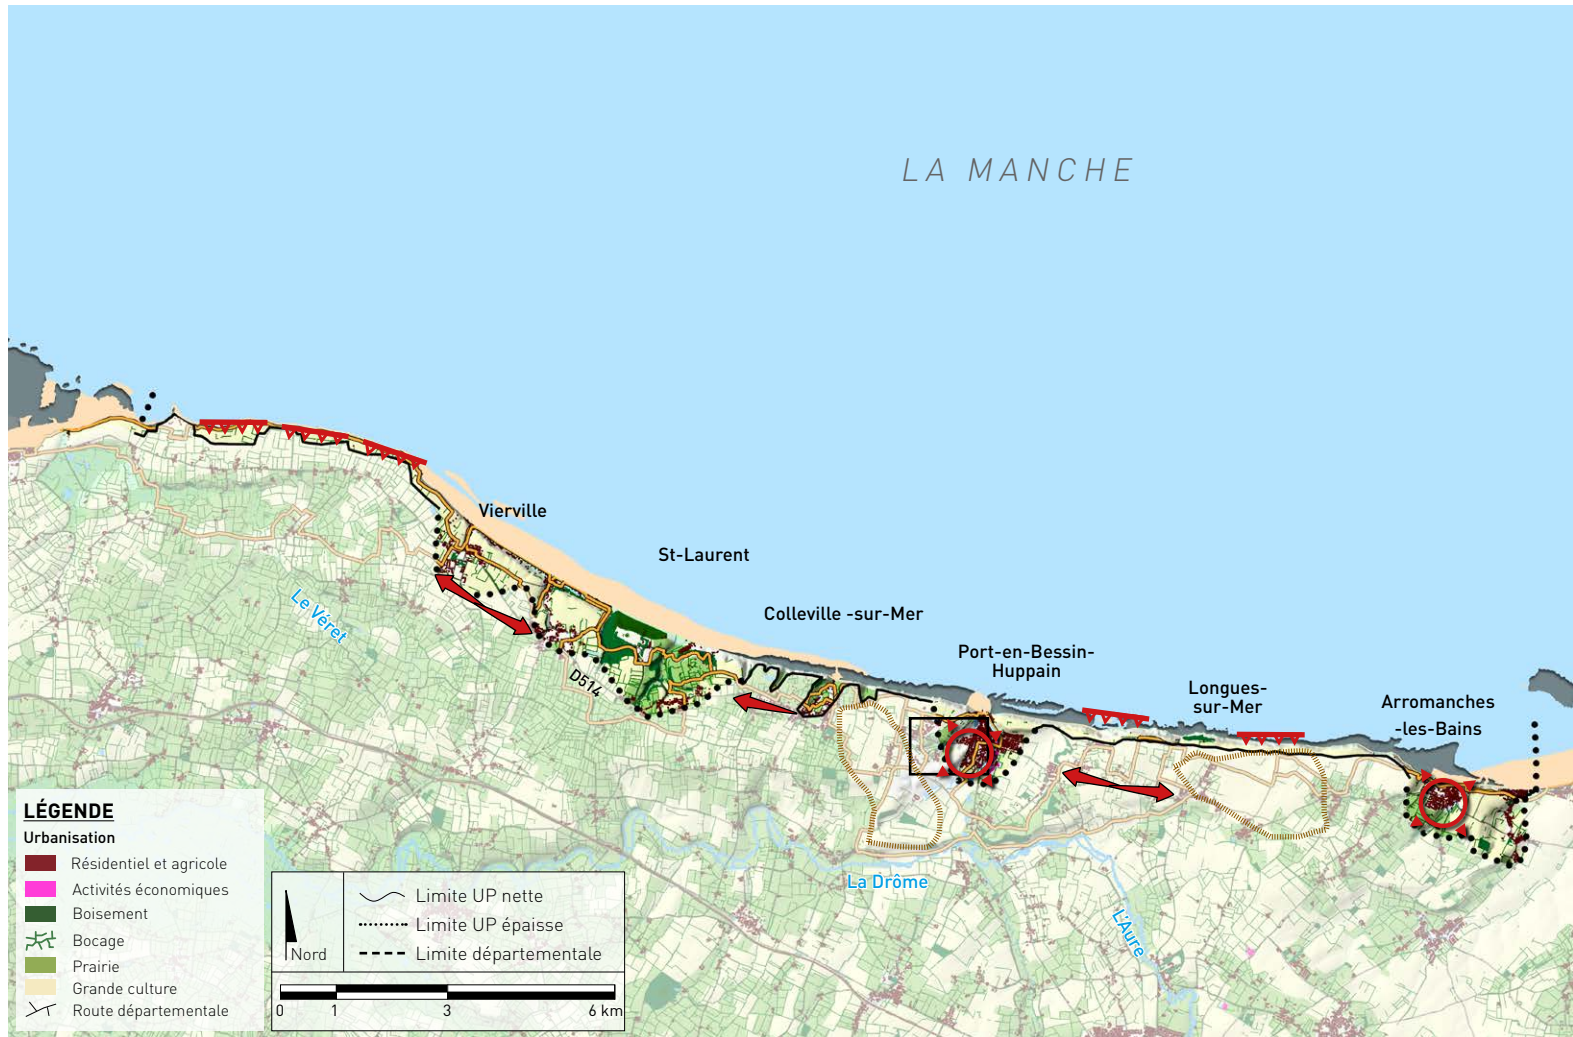 LA MANCHE
Vierville
St-Laurent
Colleville -sur-Mer
Port-en-Bessin-
Huppain
Longues-
sur-Mer
Arromanches
-les-Bains
Le Véret
D514
La Drôme
L'Aure
LÉGENDE
Urbanisation
Résidentiel et agricole
Activités économiques
Boisement
Bocage
Prairie
Grande culture
Route départementale
Nord
Limite UP nette
Limite UP épaisse
Limite départementale
0 1 3 6 km